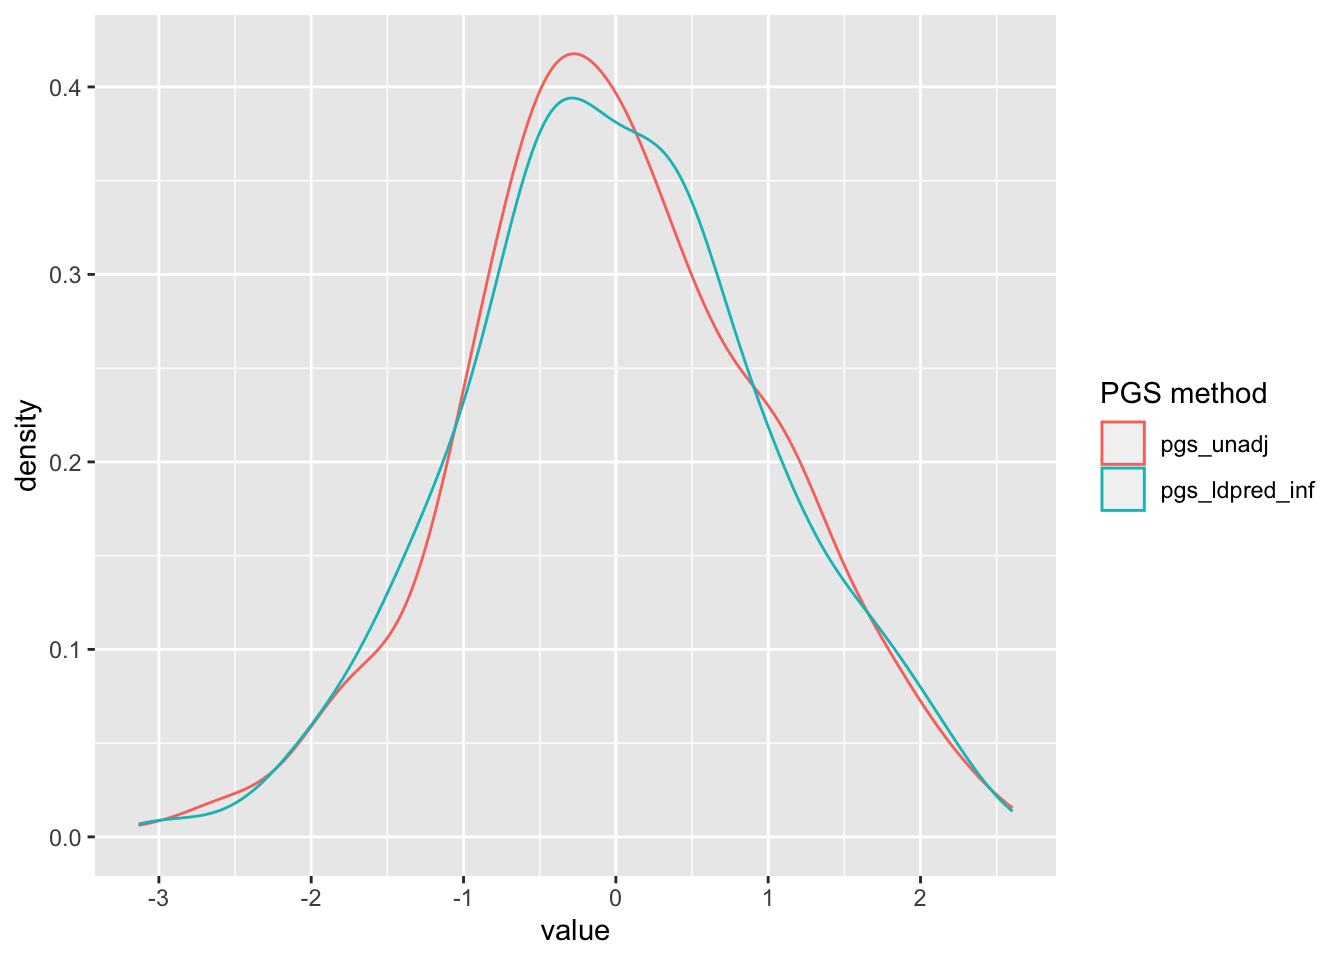 0.4
0.3
0.2
0.1
0.0
density
-3
-2
-1
0
1
2
value
PGS method
pgs_unadj
pgs_ldpred_inf